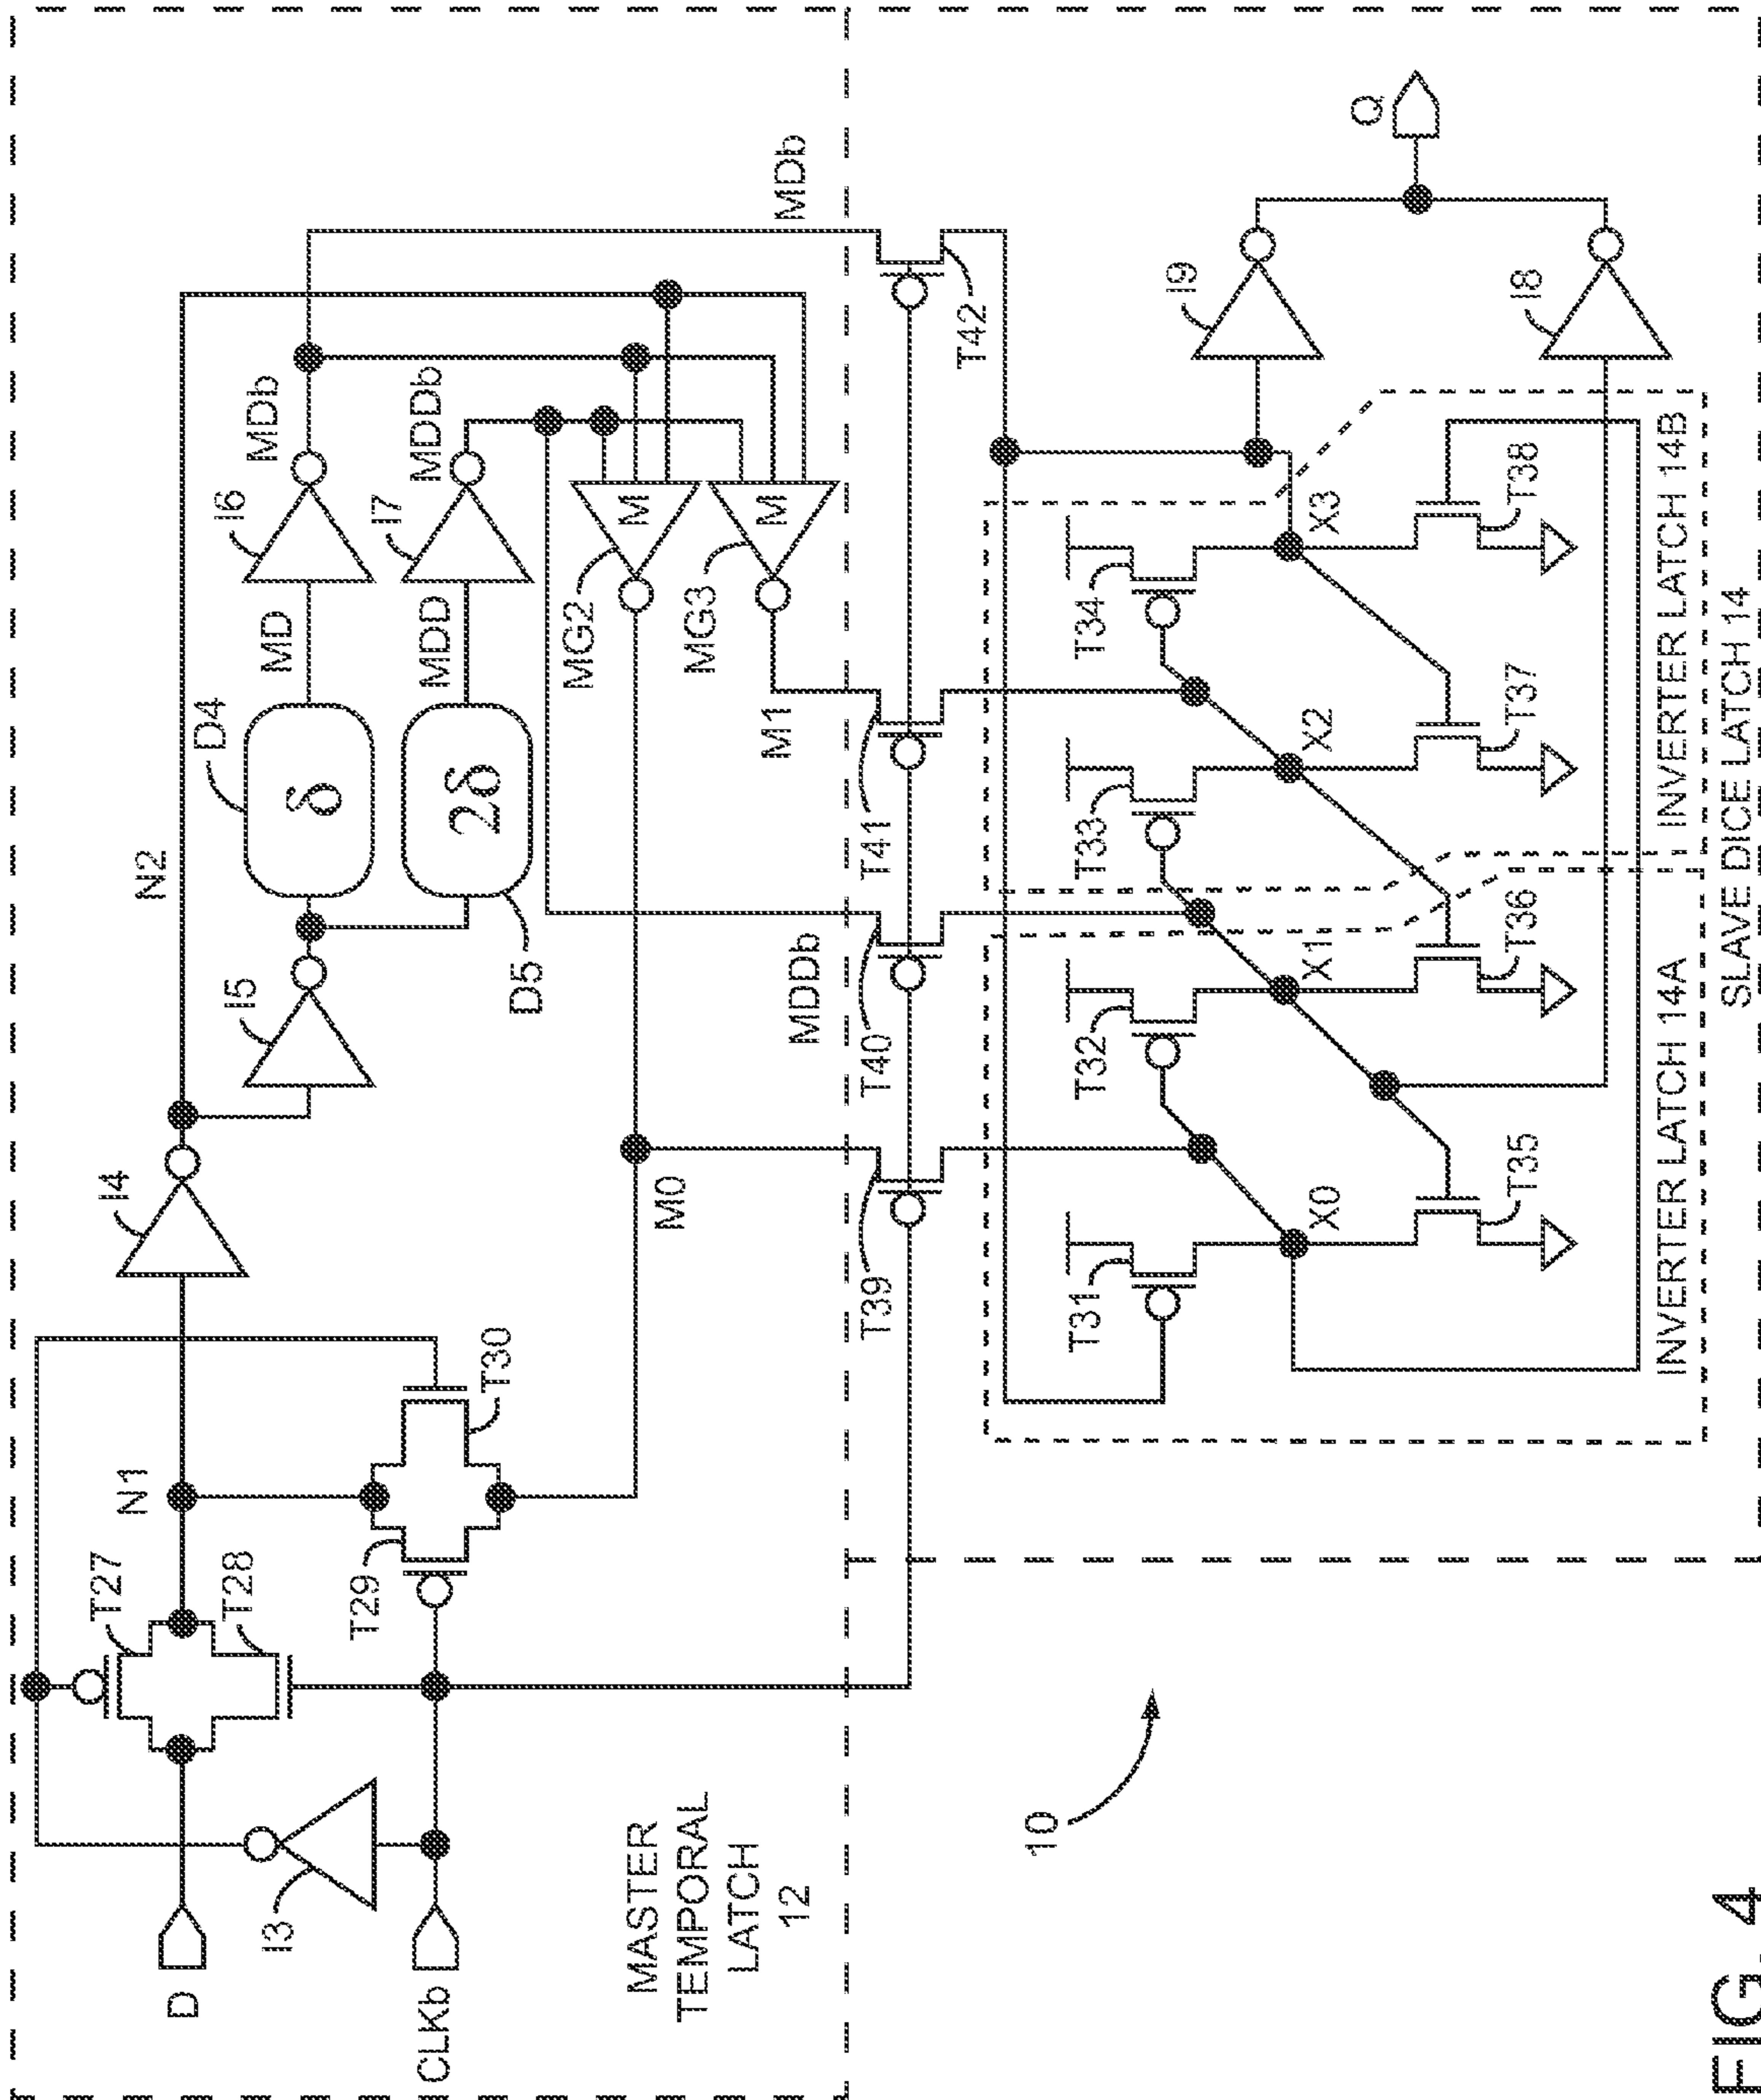 D
CLKb
I3
T27
T28
N1
T29
T30
I4
N2
I5
D4
δ
D5
2δ
MD
MDD
I6
I7
MDb
MDDb
MG2
M
MG3
M
M0
M1
MDDb
MDb
MASTER
TEMPORAL
LATCH
12
T39
T40
T41
T42
T31
T32
T33
T34
X0
X1
X2
X3
T35
T36
T37
T38
I9
I8
Q
INVERTER LATCH 14A
INVERTER LATCH 14B
SLAVE DICE LATCH 14
10
FIG. 4